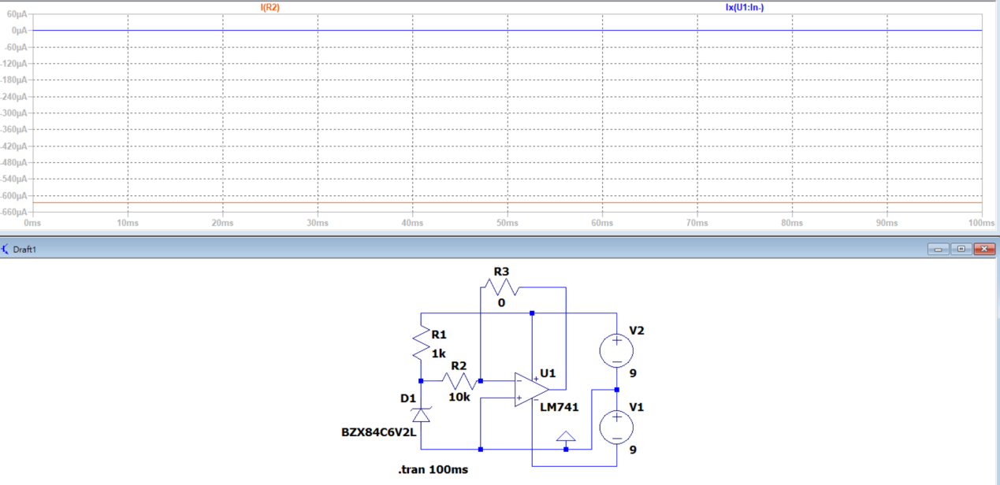 I(R2) Ix(U1:In-)
60µA
0µA
-60µA
-120µA
-180µA
-240µA
-300µA
-360µA
-420µA
-480µA
-540µA
-600µA
-660µA
0ms 10ms 20ms 30ms 40ms 50ms 60ms 70ms 80ms 90ms 100ms
Draft1
R3
0
R1
1k
V2
9
R2
10k
U1
LM741
D1
BZX84C6V2L
V1
9
.tran 100ms